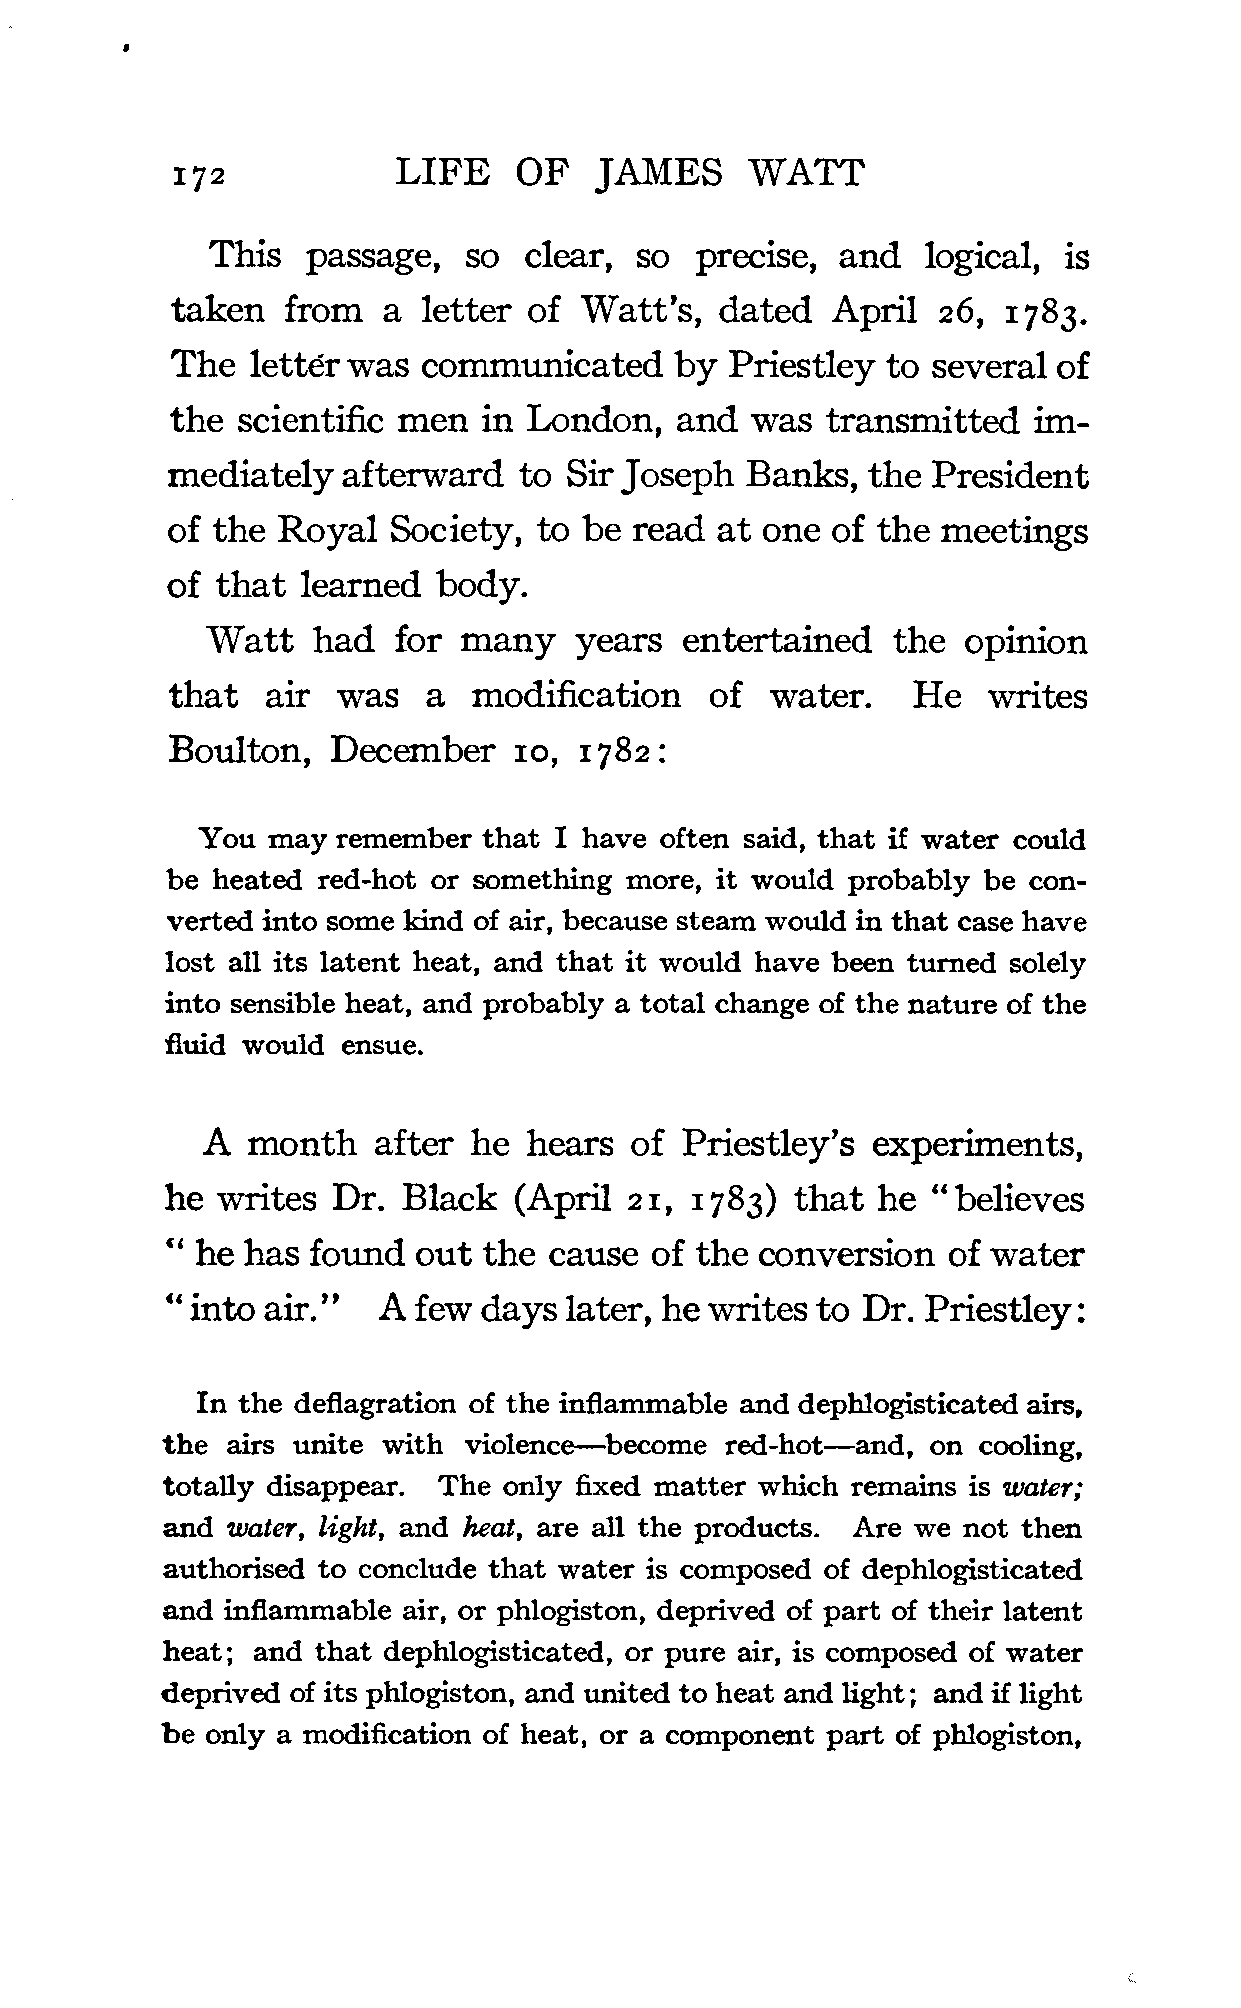 172 LIFE OF JAMES WATT
This passage, so clear, so precise, and logical, is
taken from a letter of Watt's, dated April 26, 1783.
The letter was communicated by Priestley to several of
the scientific men in London, and was transmitted im-
mediately afterward to Sir Joseph Banks, the President
of the Royal Society, to be read at one of the meetings
of that learned body.
Watt had for many years entertained the opinion
that air was a modification of water. He writes
Boulton, December 10, 1782:
You may remember that I have often said, that if water could
be heated red-hot or something more, it would probably be con-
verted into some kind of air, because steam would in that case have
lost all its latent heat, and that it would have been turned solely
into sensible heat, and probably a total change of the nature of the
fluid would ensue.
A month after he hears of Priestley's experiments,
he writes Dr. Black (April 21, 1783) that he "believes
"he has found out the cause of the conversion of water
"into air." A few days later, he writes to Dr. Priestley:
In the deflagration of the inflammable and dephlogisticated airs,
the airs unite with violence—become red-hot—and, on cooling,
totally disappear. The only fixed matter which remains is water;
and water, light, and heat, are all the products. Are we not then
authorised to conclude that water is composed of dephlogisticated
and inflammable air, or phlogiston, deprived of part of their latent
heat; and that dephlogisticated, or pure air, is composed of water
deprived of its phlogiston, and united to heat and light; and if light
be only a modification of heat, or a component part of phlogiston,